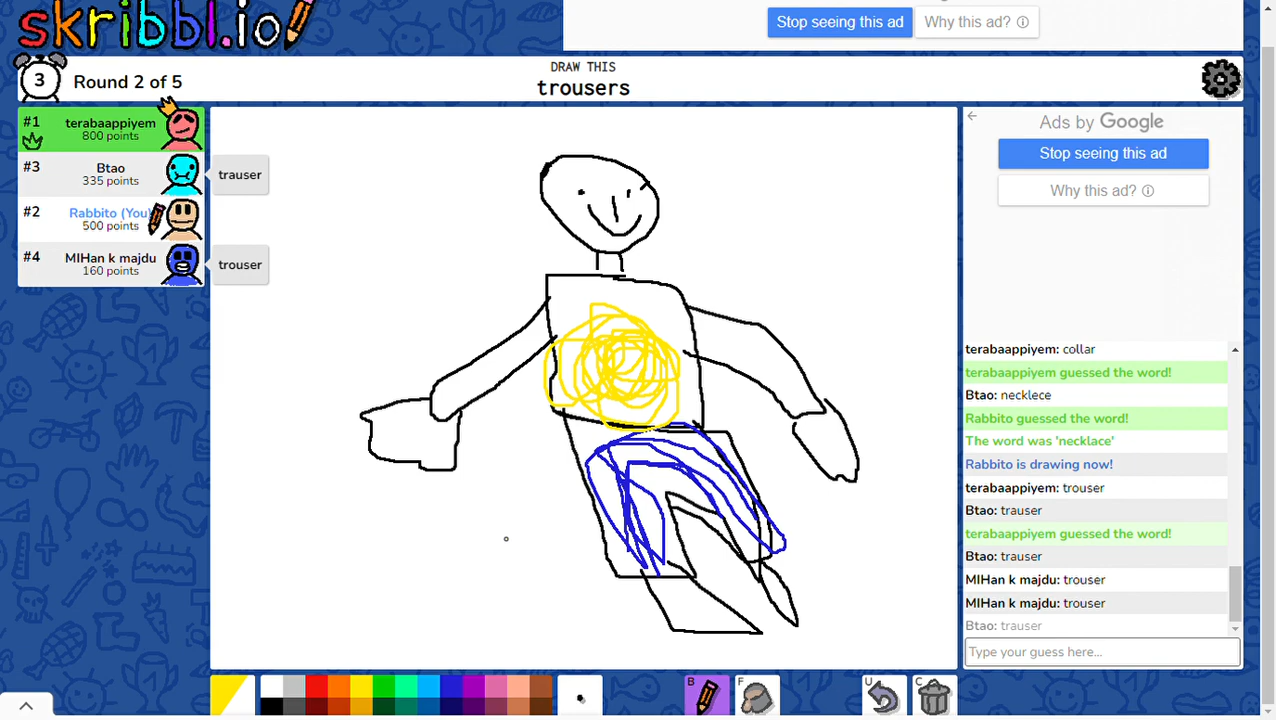 skribbl.io
Stop seeing this ad
Why this ad?
3
Round 2 of 5
DRAW THIS
trousers
#1
terabaappiyem
800 points
#3
Btao
335 points
trauser
#2
Rabbito (You)
500 points
#4
MIHan k majdu
160 points
trouser
Ads by Google
Stop seeing this ad
Why this ad?
terabaappiyem: collar
terabaappiyem guessed the word!
Btao: necklece
Rabbito guessed the word!
The word was 'necklace'
Rabbito is drawing now!
terabaappiyem: trouser
Btao: trauser
terabaappiyem guessed the word!
Btao: trauser
MIHan k majdu: trouser
MIHan k majdu: trouser
Btao: trauser
Type your guess here...
B
F
U
C